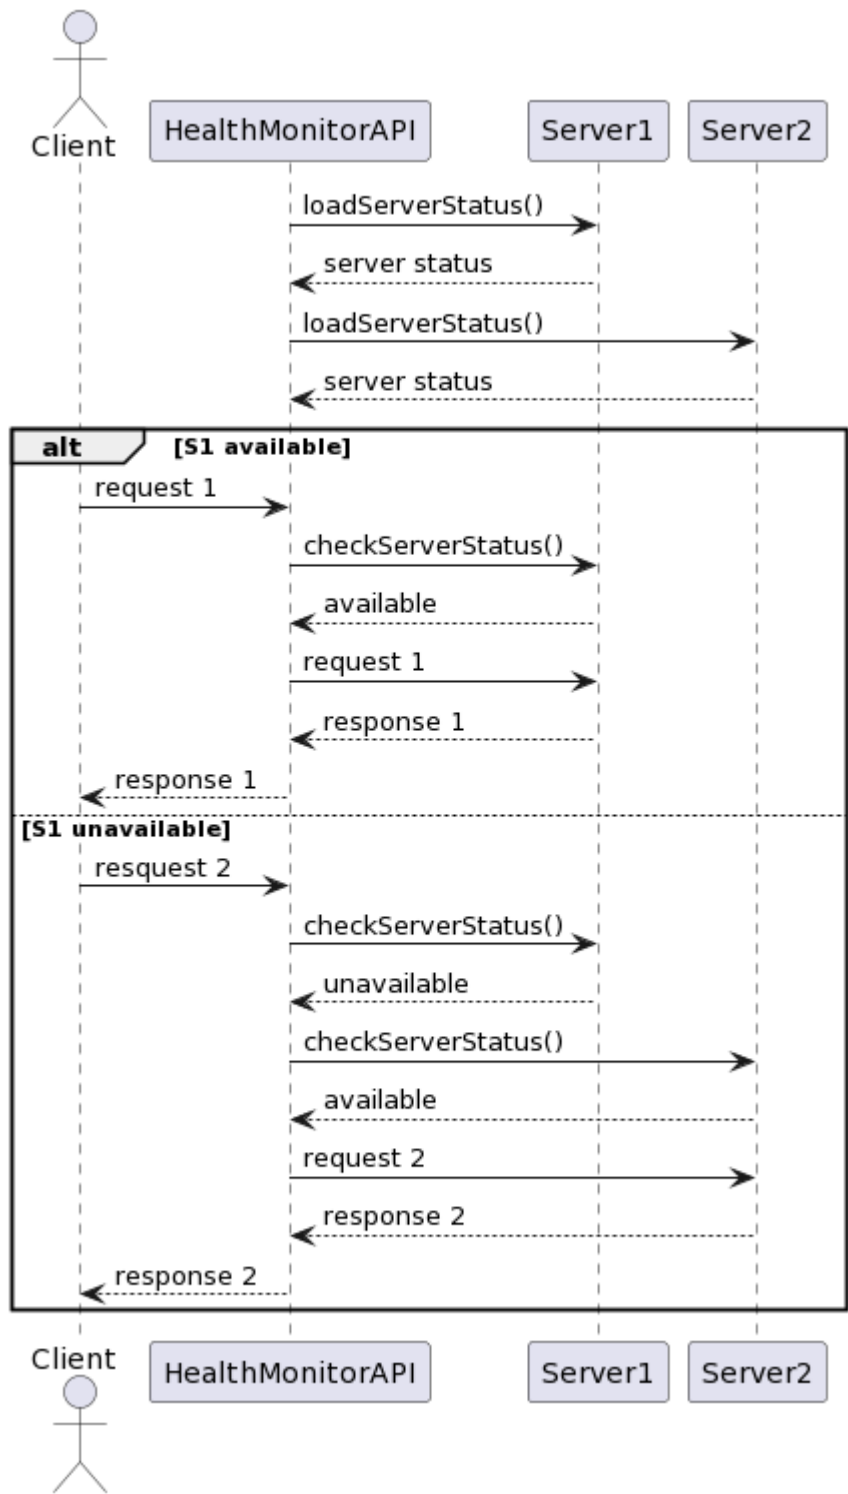 Client
HealthMonitorAPI
Server1
Server2
loadServerStatus()
server status
loadServerStatus()
server status
alt [S1 available]
request 1
checkServerStatus()
available
request 1
response 1
response 1
[S1 unavailable]
resquest 2
checkServerStatus()
unavailable
checkServerStatus()
available
request 2
response 2
response 2
Client
HealthMonitorAPI
Server1
Server2